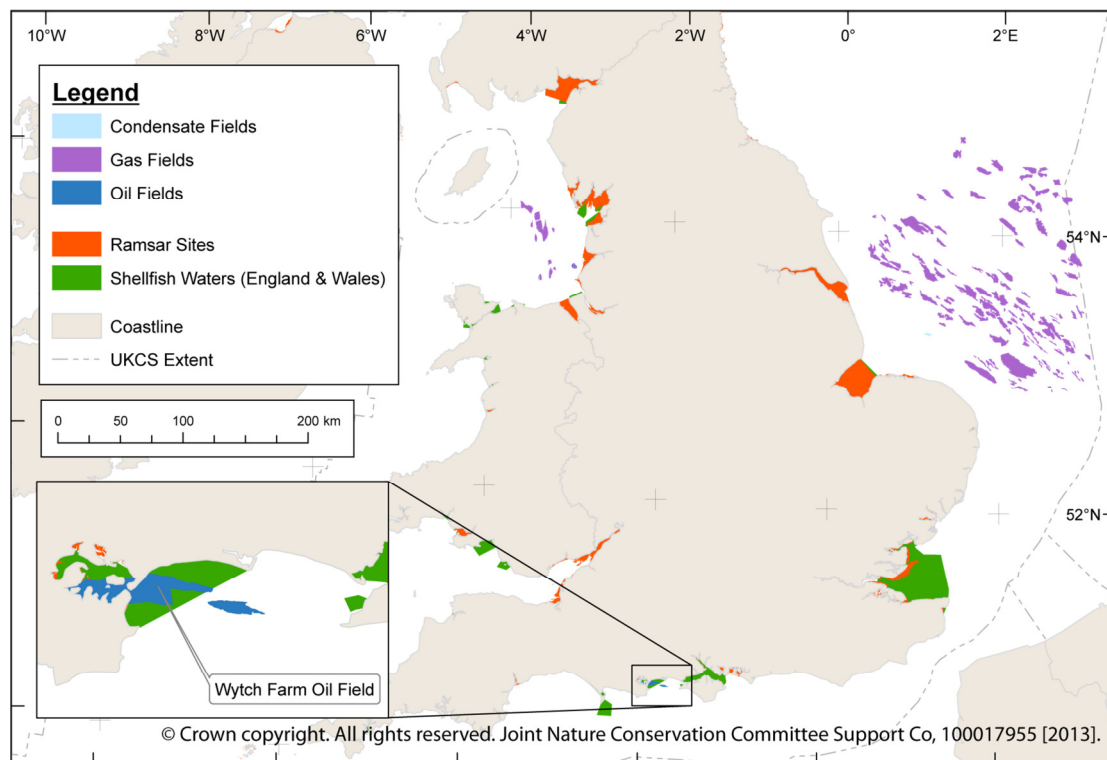 10°W 8°W 6°W 4°W 2°W 0° 2°E
Legend
Condensate Fields
Gas Fields
Oil Fields
Ramsar Sites
Shellfish Waters (England & Wales)
Coastline
UKCS Extent
54°N
0 50 100 200 km
52°N
Wytch Farm Oil Field
© Crown copyright. All rights reserved. Joint Nature Conservation Committee Support Co, 100017955 [2013].